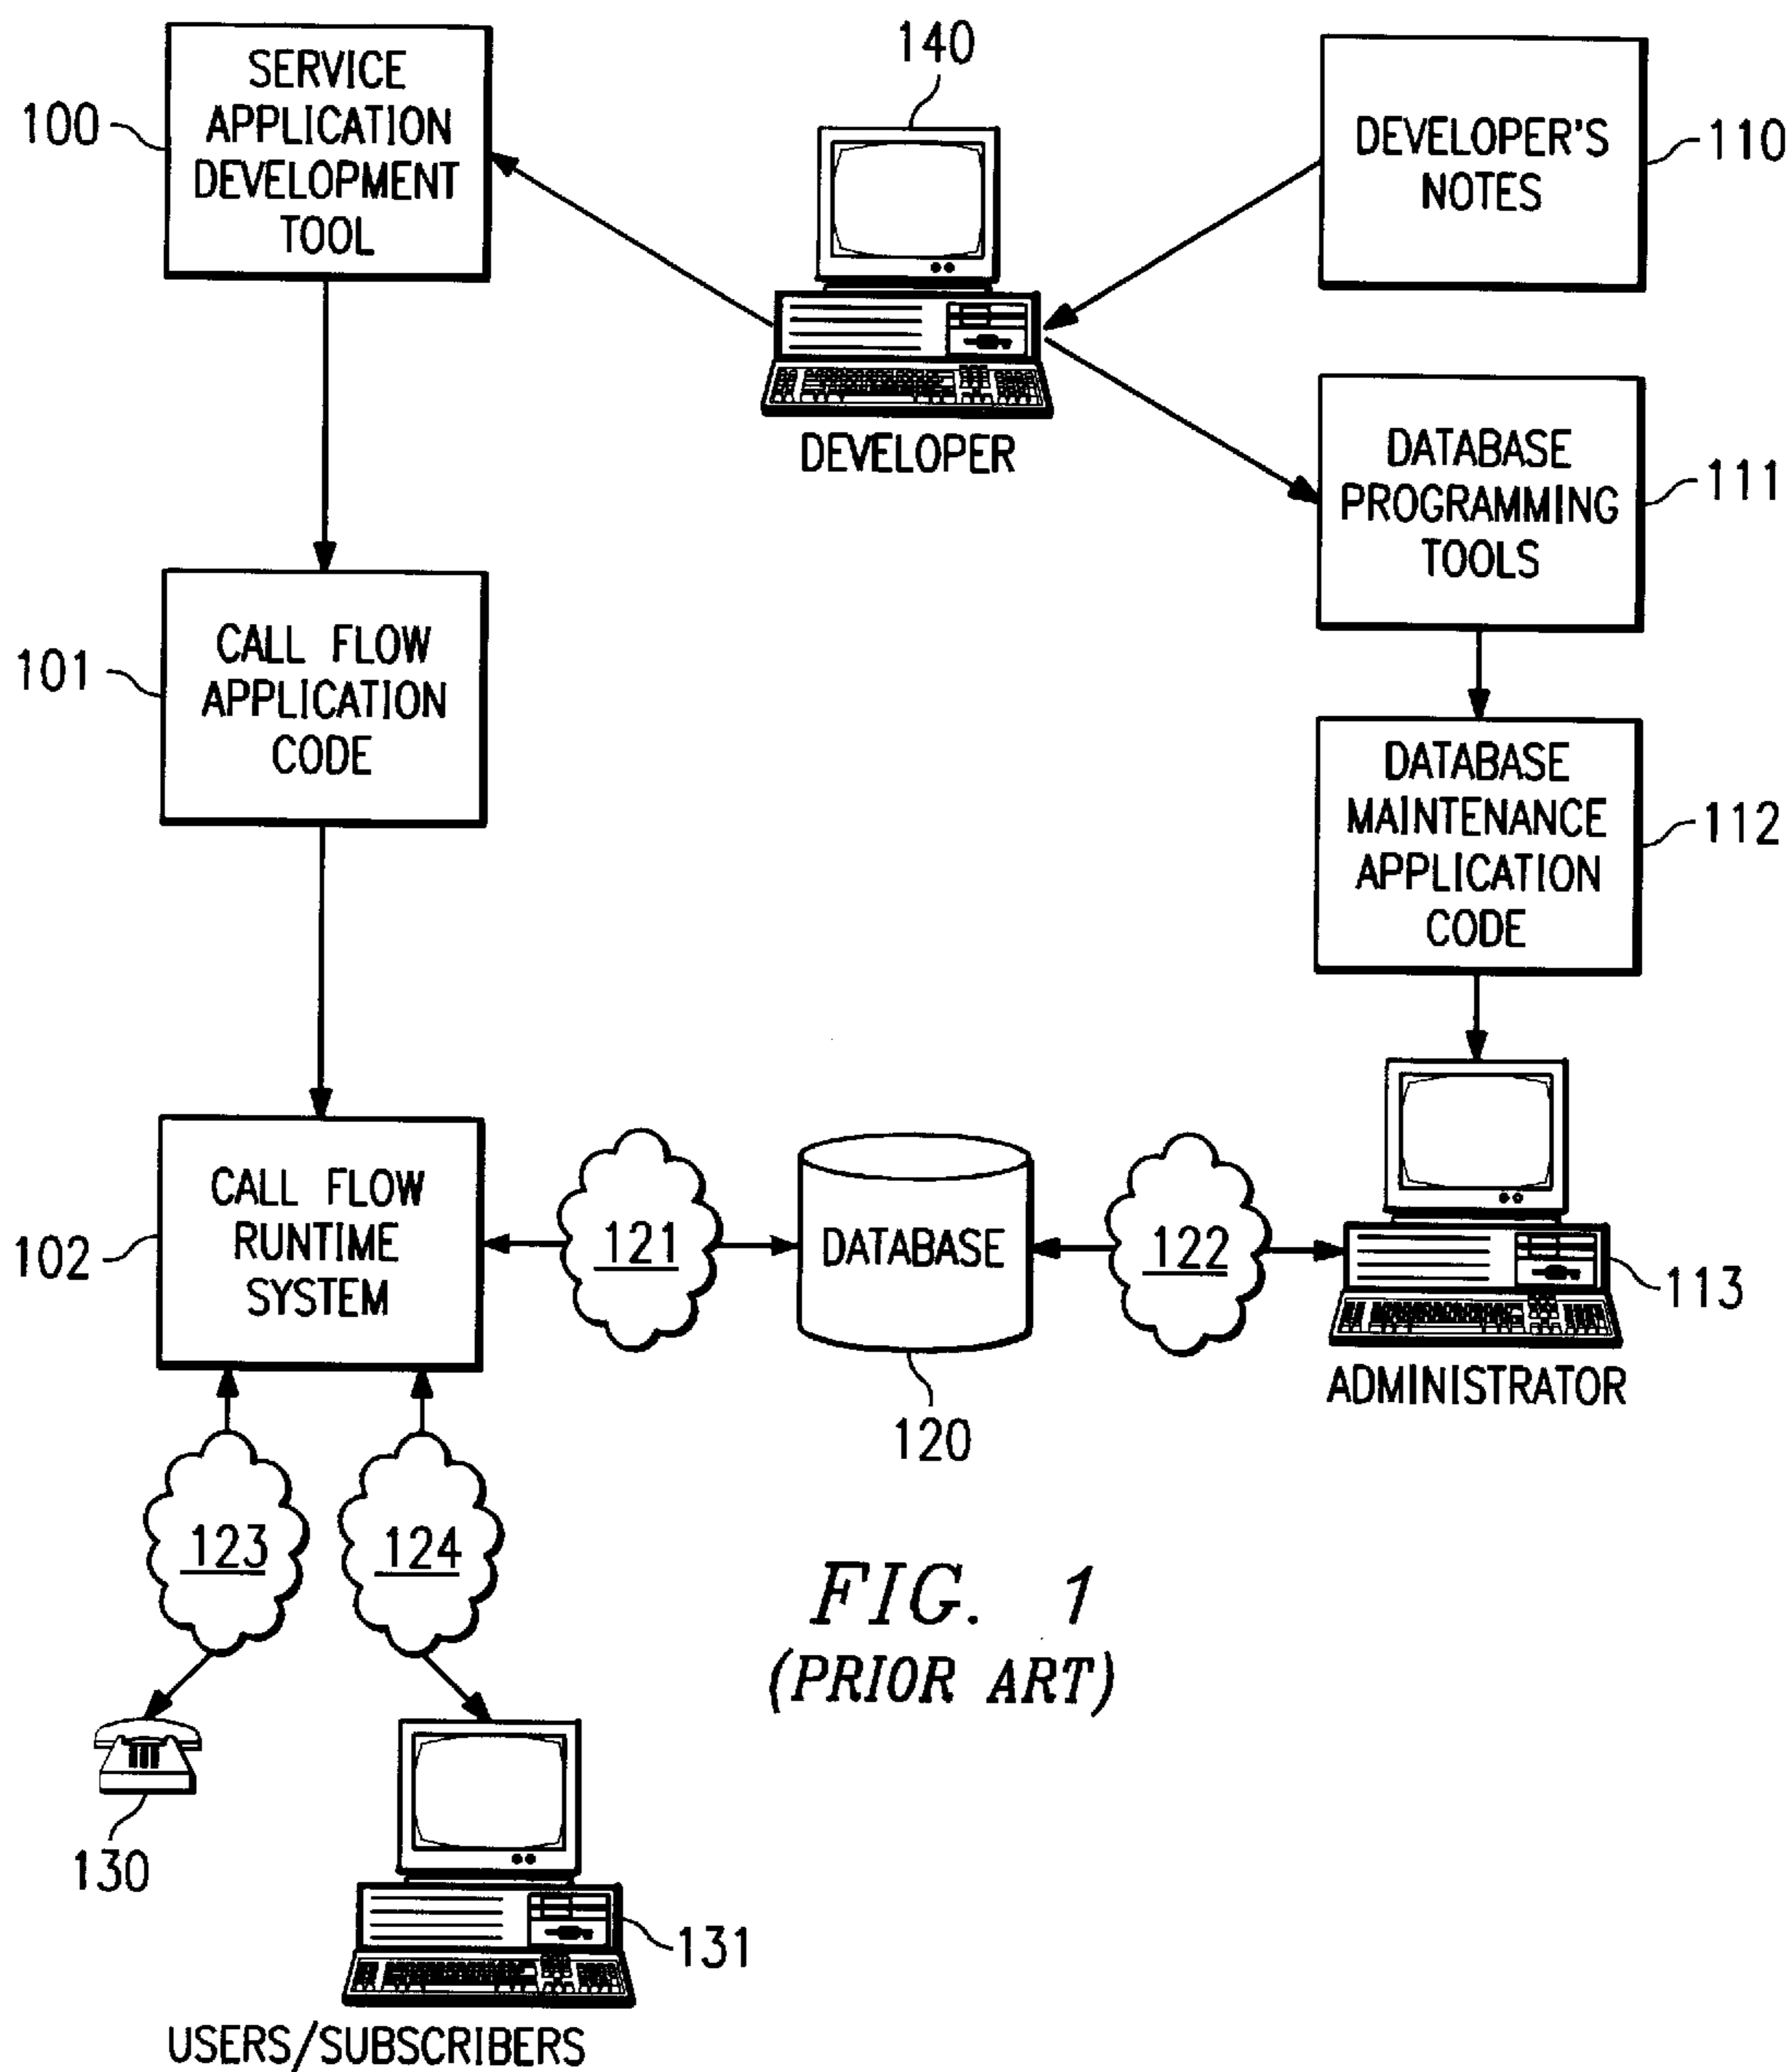 140
SERVICE
APPLICATION
DEVELOPMENT
TOOL
100
DEVELOPER'S
NOTES
110
DEVELOPER
DATABASE
PROGRAMMING
TOOLS
111
CALL FLOW
APPLICATION
CODE
101
DATABASE
MAINTENANCE
APPLICATION
CODE
112
CALL FLOW
RUNTIME
SYSTEM
102
121
DATABASE
122
113
ADMINISTRATOR
120
123
124
FIG. 1
(PRIOR ART)
130
131
USERS/SUBSCRIBERS